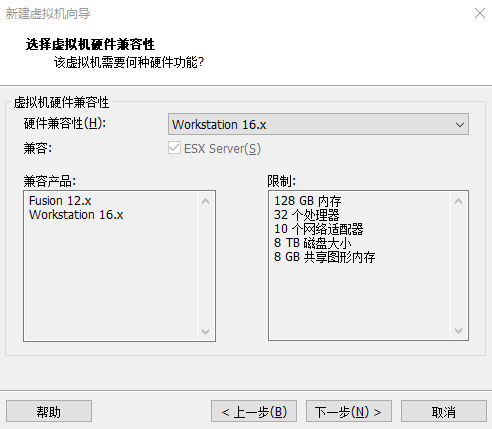 新建虚拟机向导
选择虚拟机硬件兼容性
该虚拟机需要何种硬件功能?
虚拟机硬件兼容性
硬件兼容性(H): Workstation 16.x
兼容: ESX Server(S)
兼容产品:
Fusion 12.x
Workstation 16.x
限制:
128 GB 内存
32 个处理器
10 个网络适配器
8 TB 磁盘大小
8 GB 共享图形内存
帮助 < 上一步(B) 下一步(N) > 取消